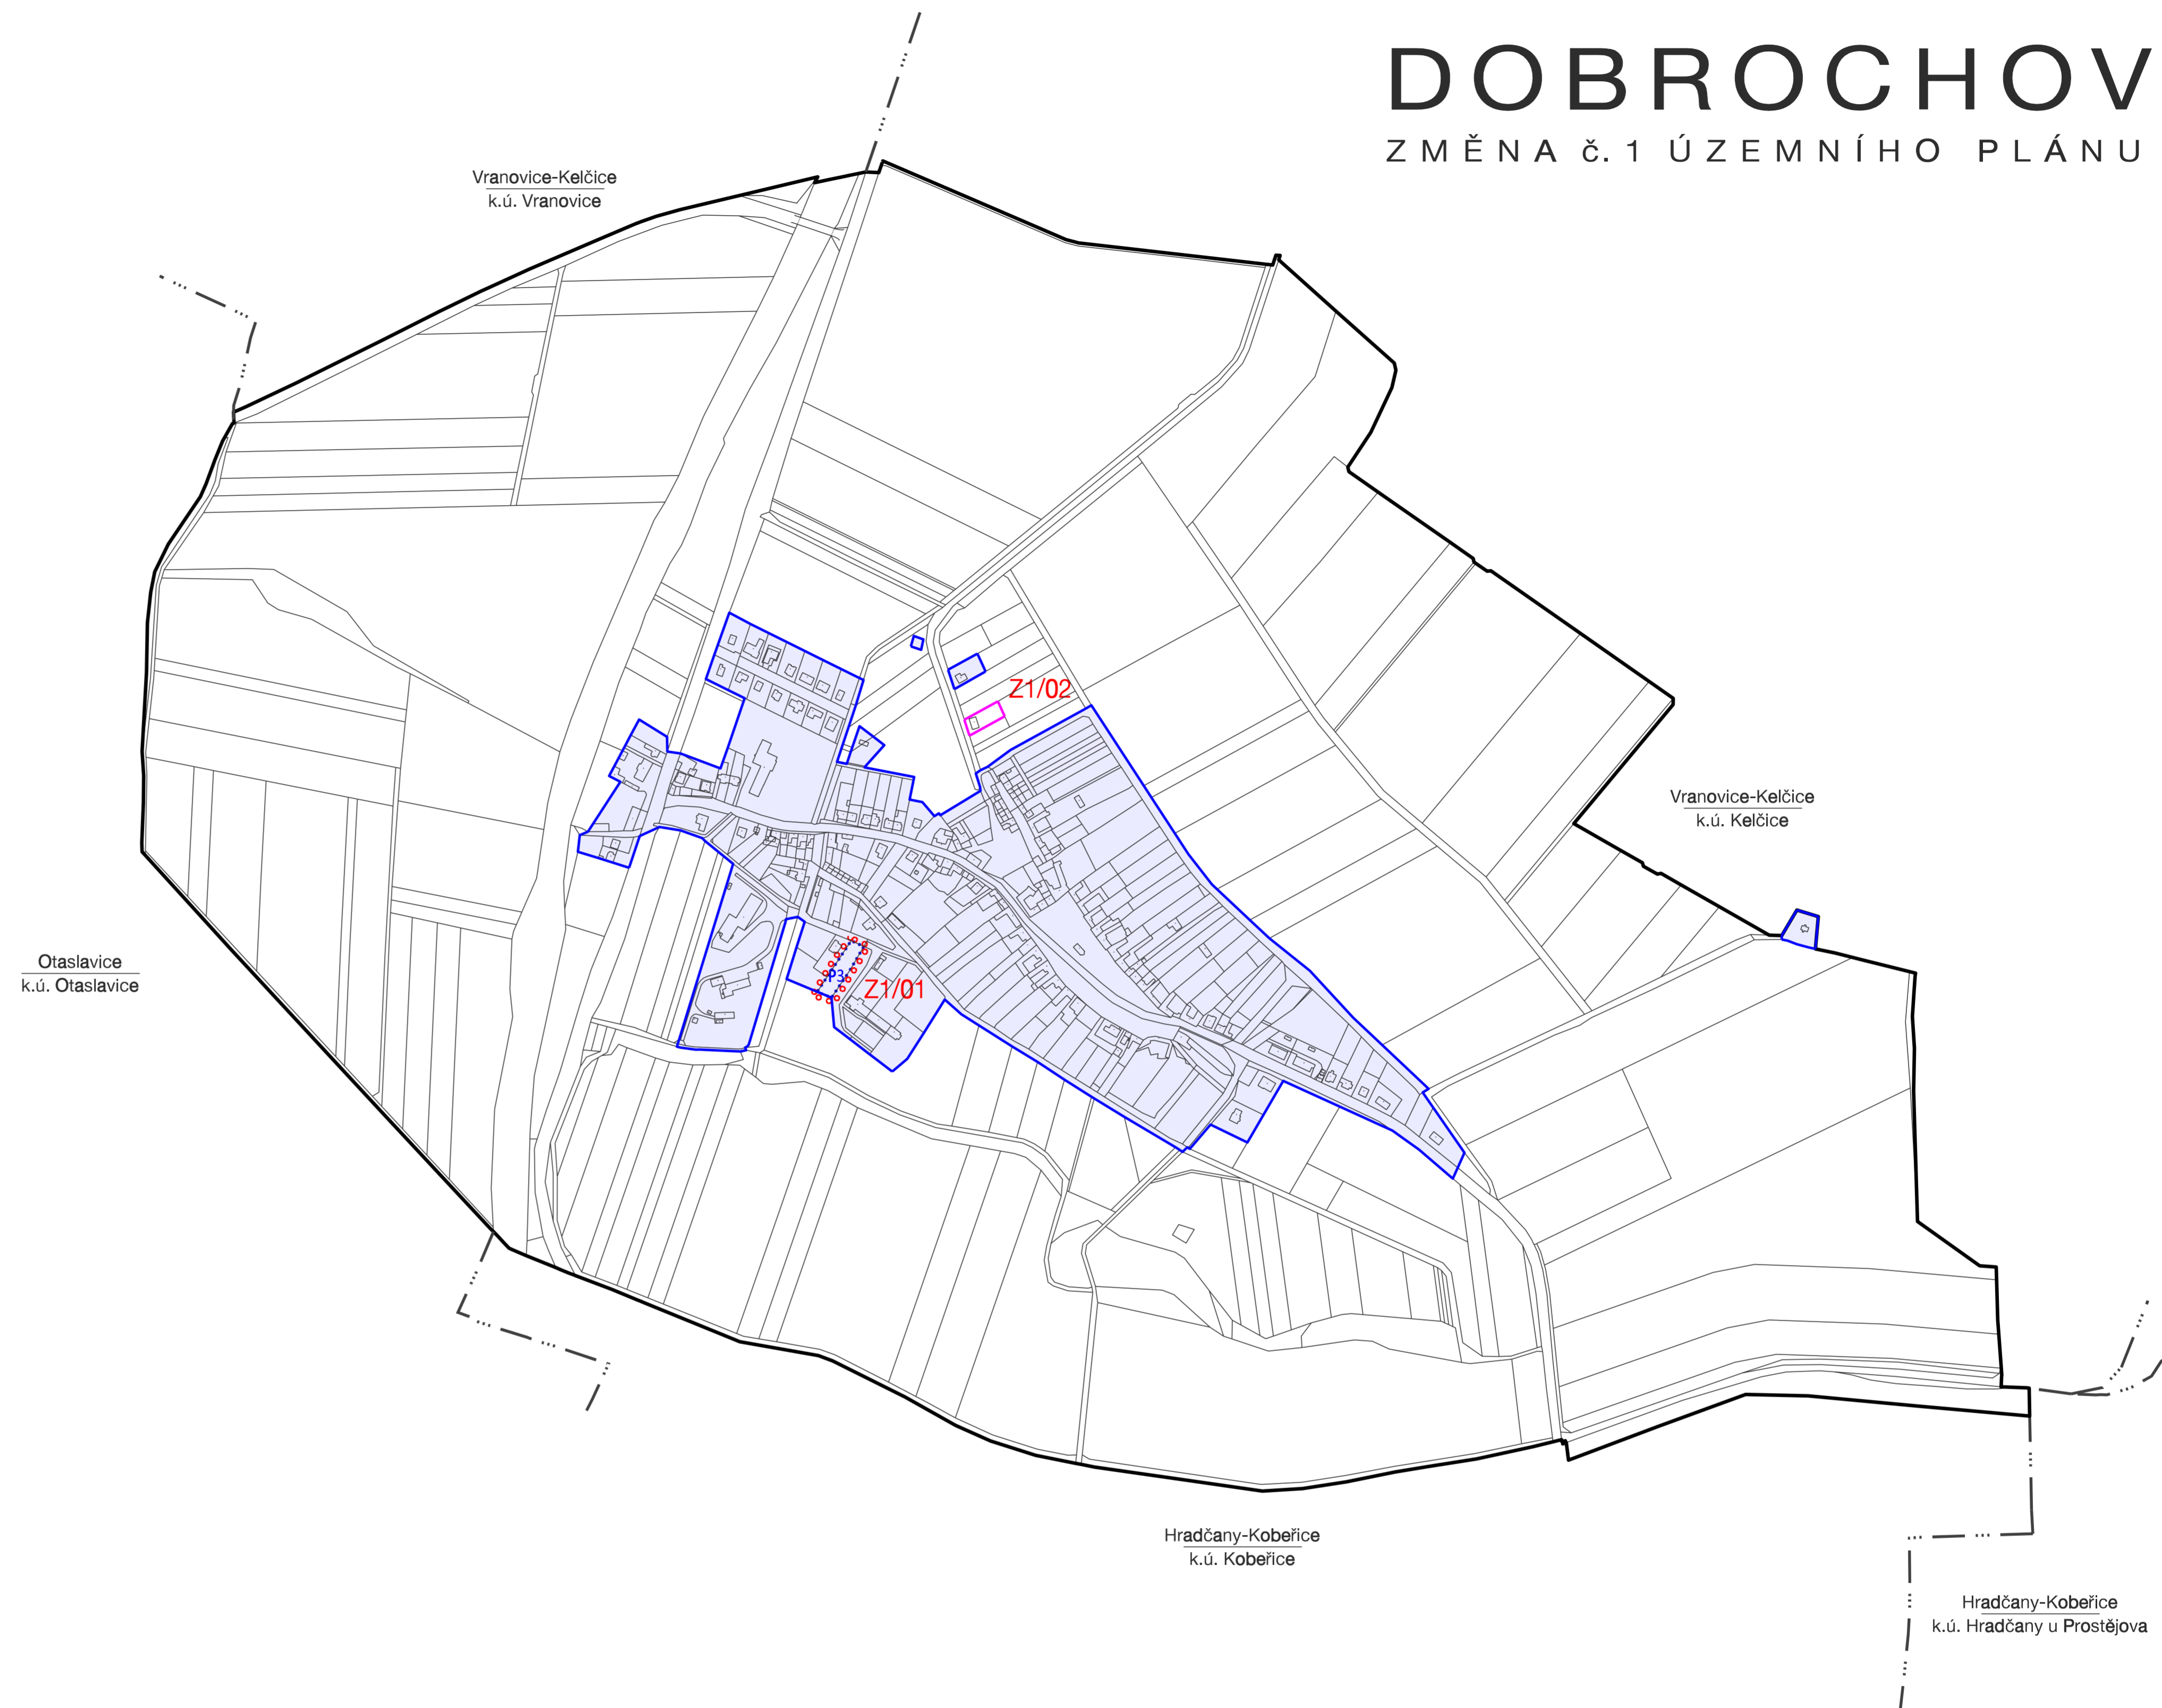 DOBROCHOV
ZMĚNA č. 1 ÚZEMNÍHO PLÁNU
Vranovice-Kelčice
k.ú. Vranovice
Z1/02
Vranovice-Kelčice
k.ú. Kelčice
Otaslavice
k.ú. Otaslavice
P3
Z1/01
Hradčany-Kobeřice
k.ú. Kobeřice
Hradčany-Kobeřice
k.ú. Hradčany u Prostějova